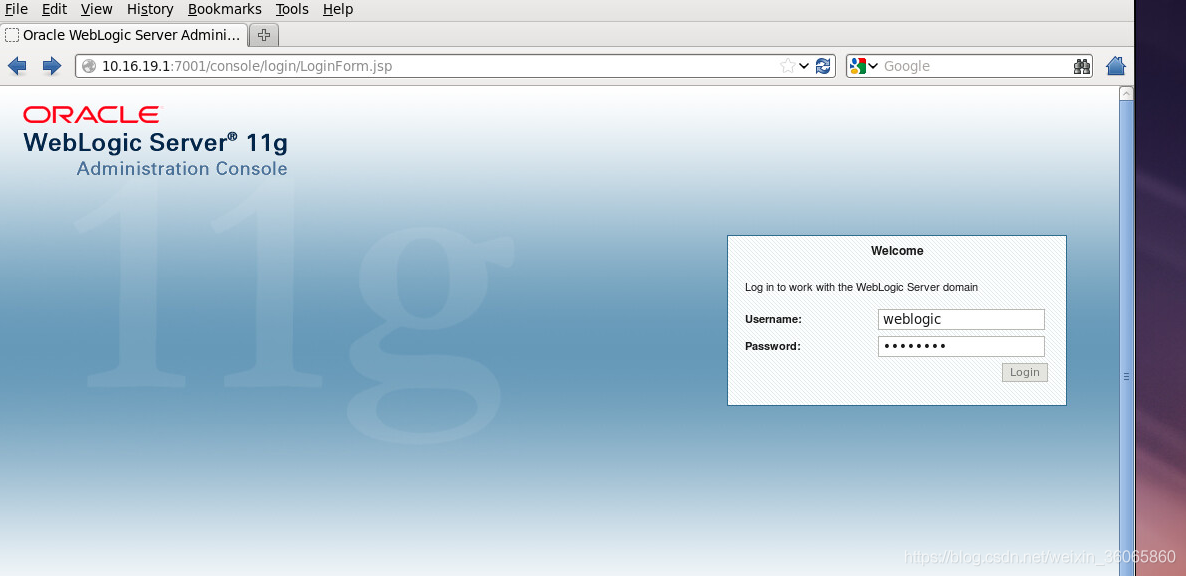 File Edit View History Bookmarks Tools Help
Oracle WebLogic Server Admini...
10.16.19.1:7001/console/login/LoginForm.jsp
Google
ORACLE
WebLogic Server® 11g
Administration Console
11g
Welcome
Log in to work with the WebLogic Server domain
Username: weblogic
Password: ••••••••
Login
https://blog.csdn.net/weixin_36065860